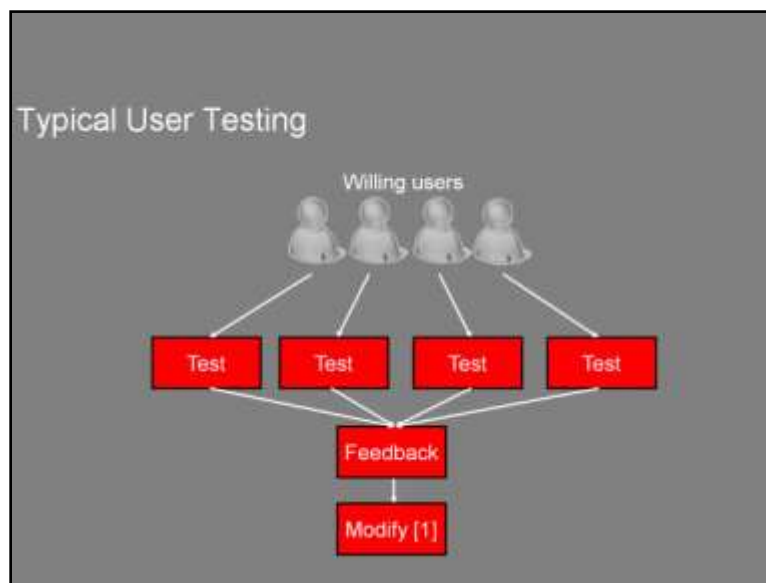 Typical User Testing
Willing users
Test
Test
Test
Test
Feedback
Modify [1]